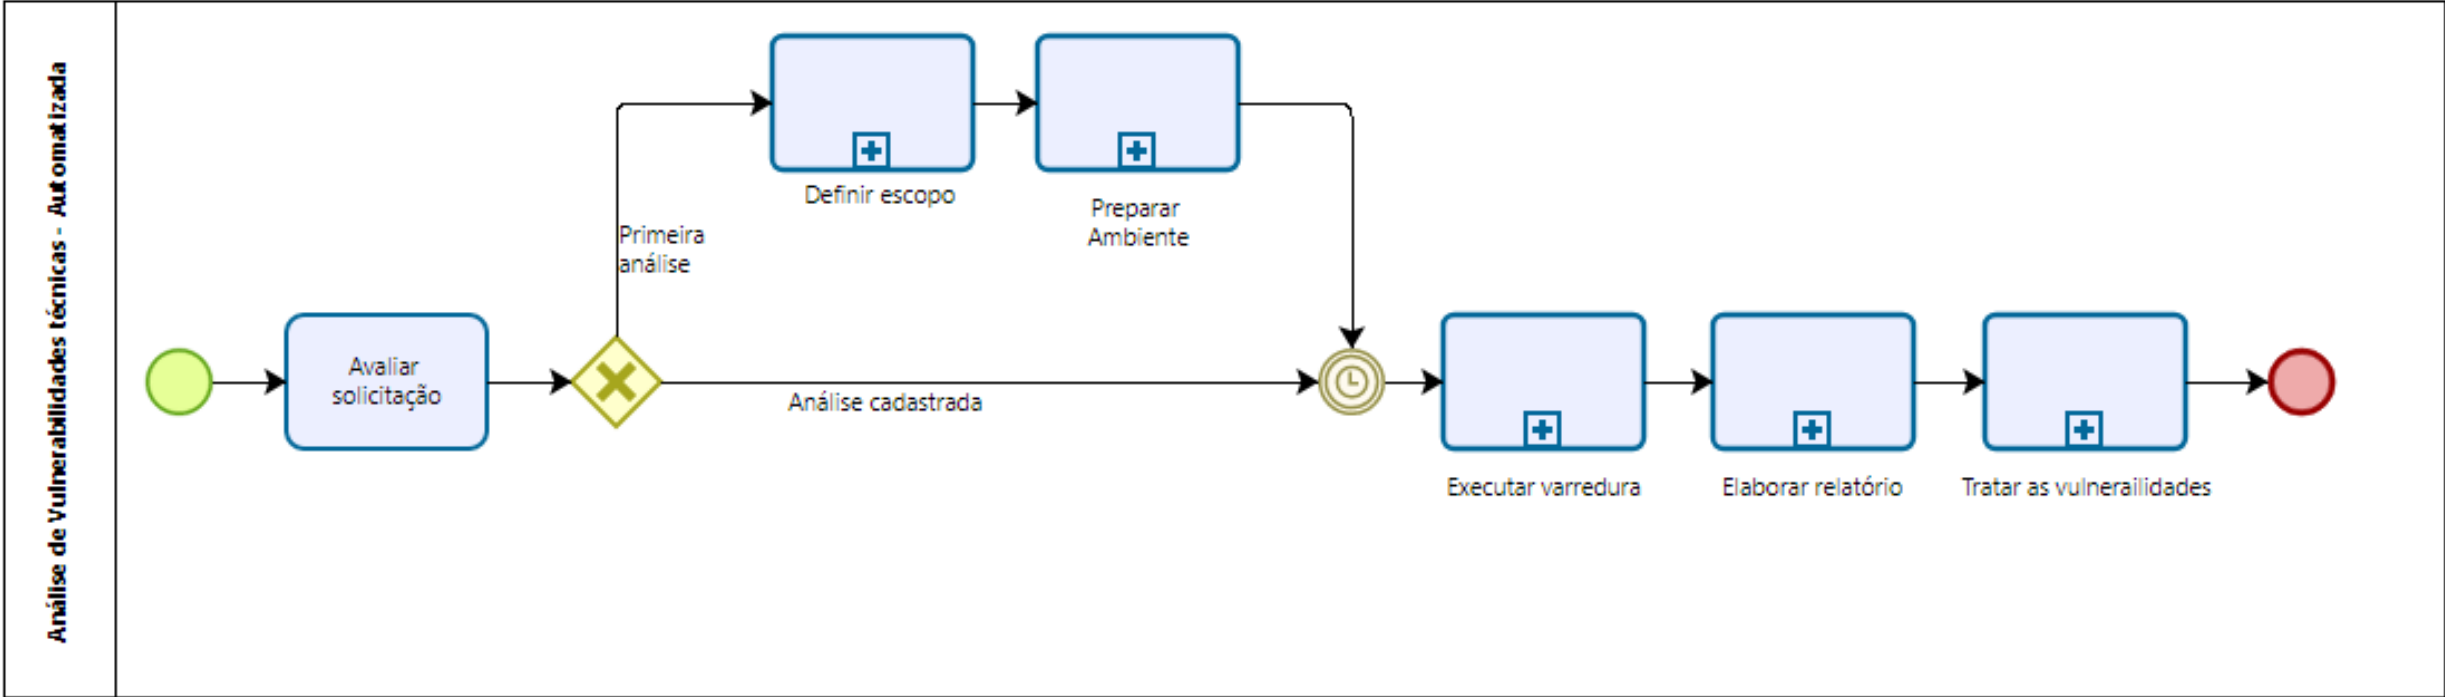 Análise de Vulnerabilidades técnicas - Automatizada
Definir escopo
Preparar
Ambiente
Primeira
análise
Avaliar
solicitação
Análise cadastrada
Executar varredura
Elaborar relatório
Tratar as vulnerailidades